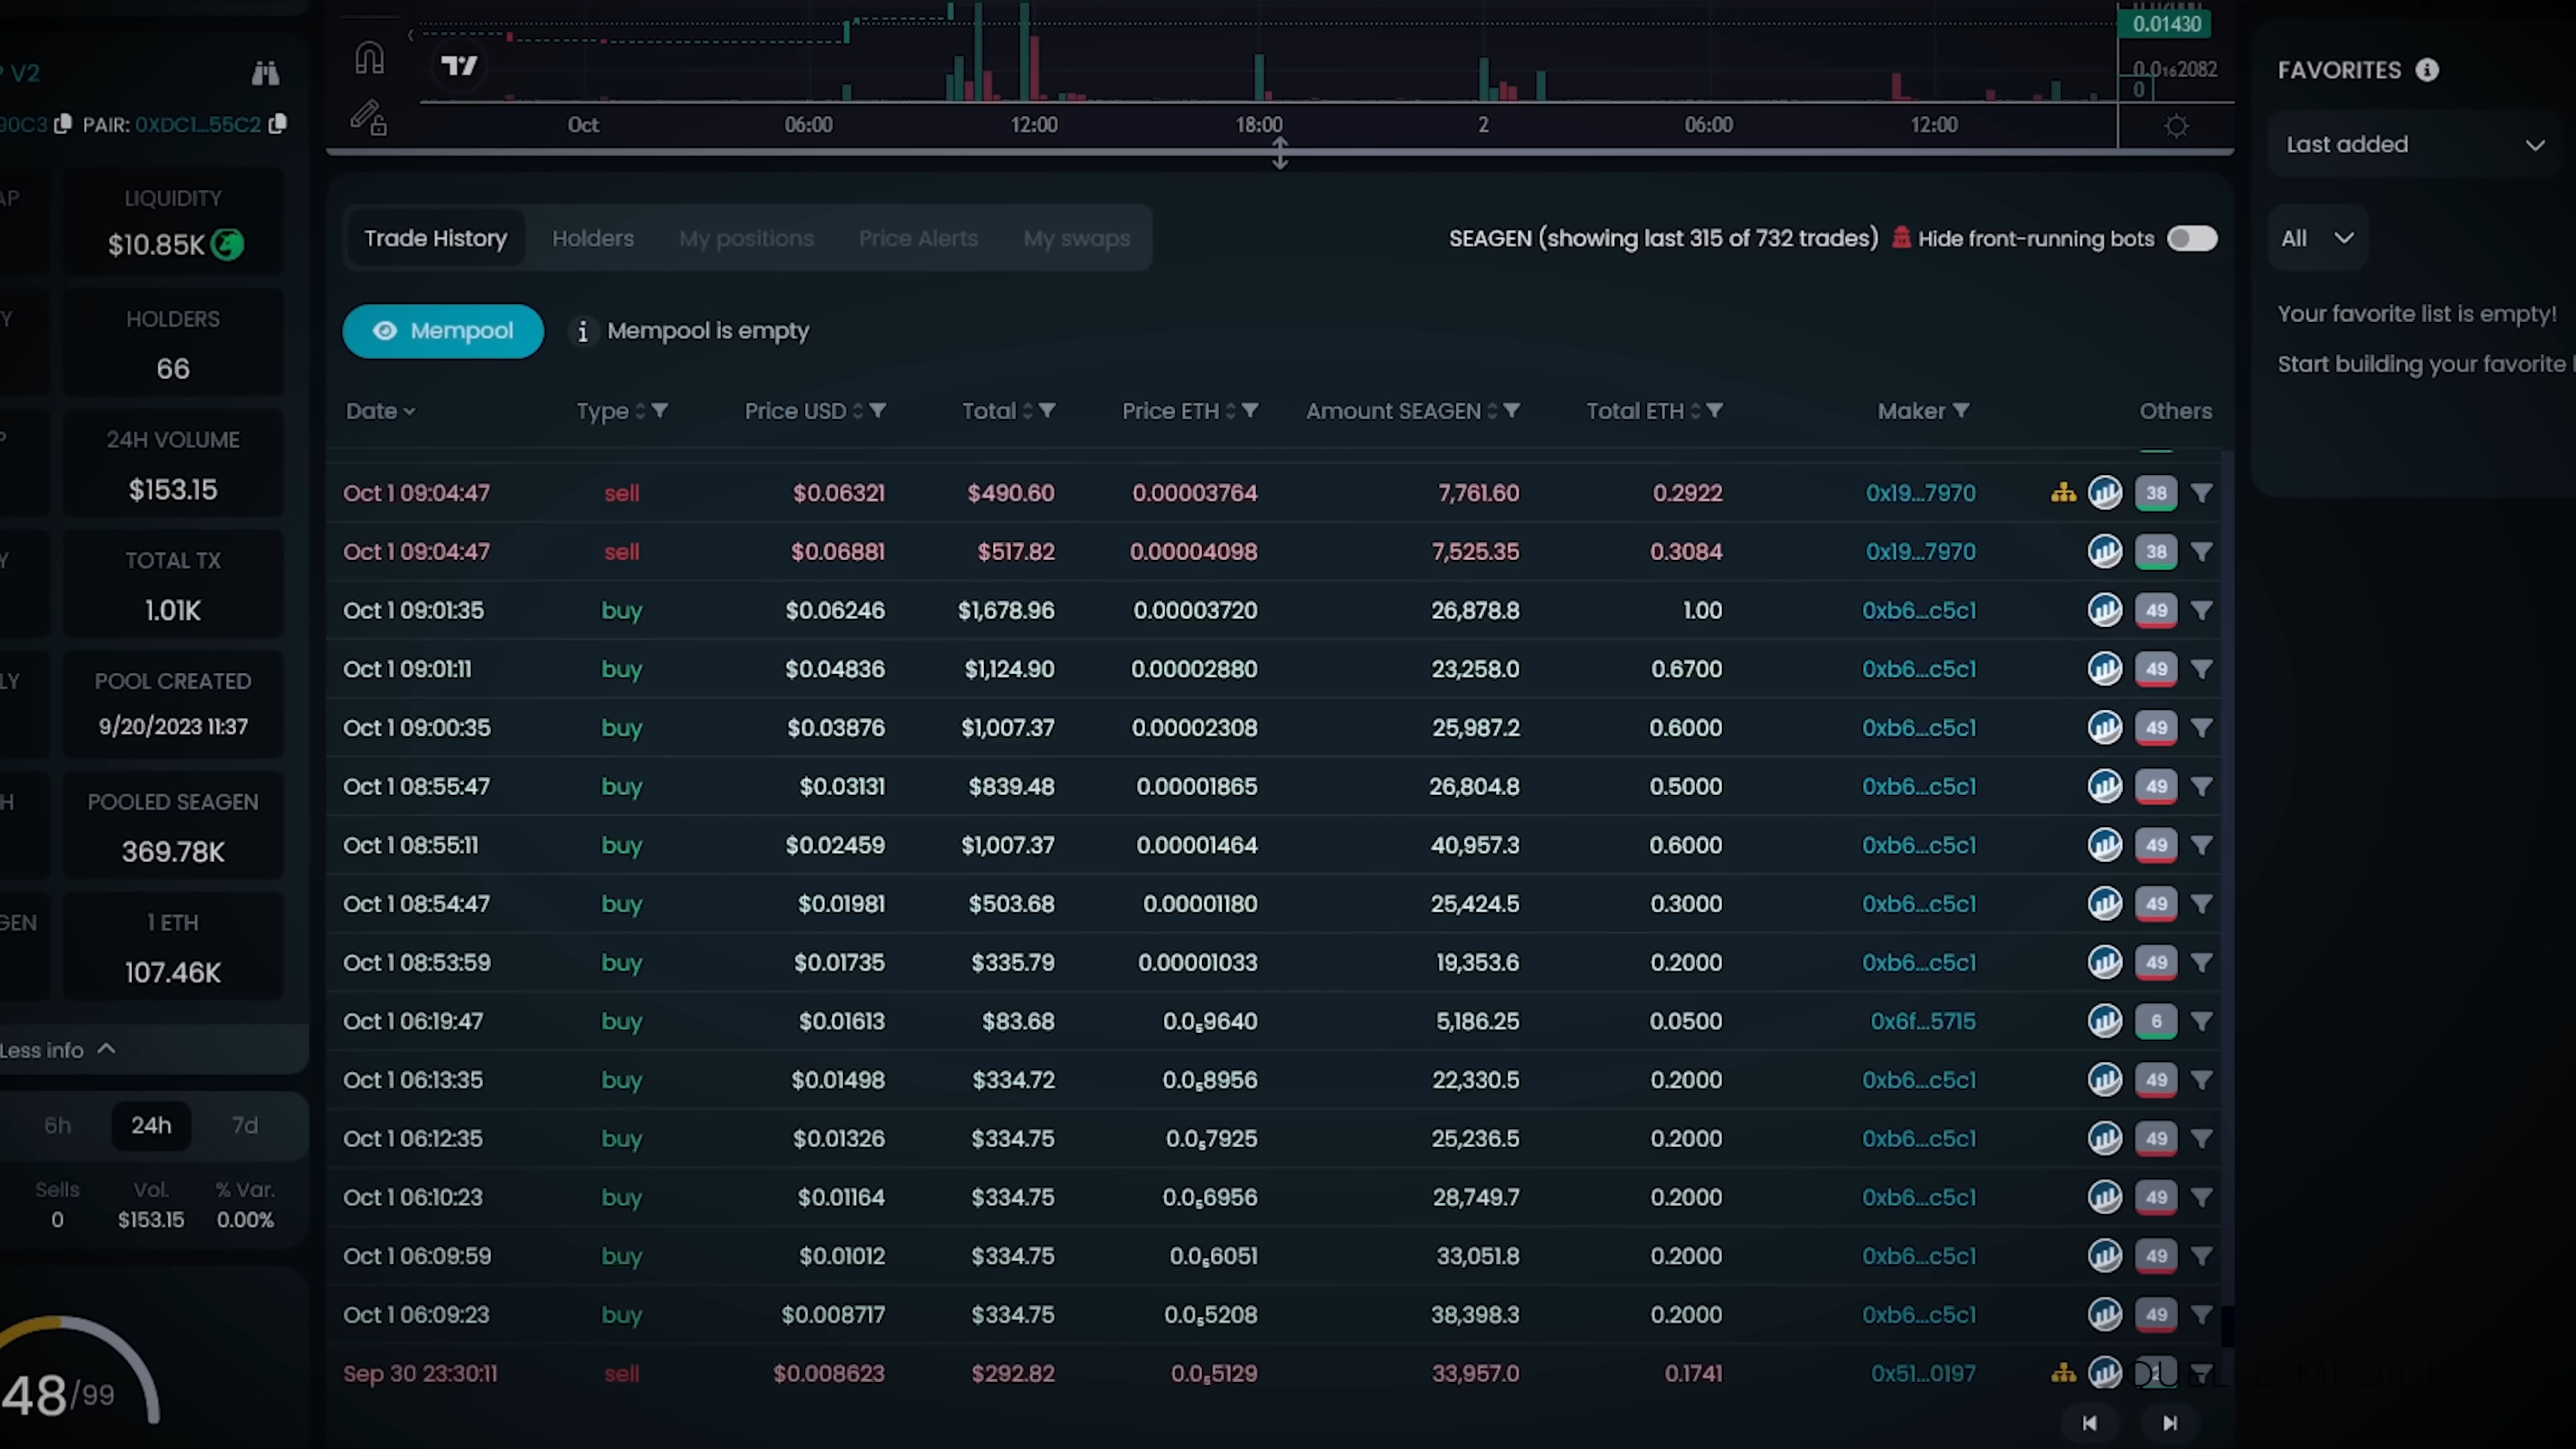 0.01430
0.0₁₆2082
0
Oct 06:00 12:00 18:00 2 06:00 12:00
V2
90C3 PAIR: 0XDC1...55C2
LIQUIDITY
$10.85K
HOLDERS
66
24H VOLUME
$153.15
TOTAL TX
1.01K
LY POOL CREATED
9/20/2023 11:37
POOLED SEAGEN
369.78K
GEN 1 ETH
107.46K
Less info
6h 24h 7d
Sells Vol. % Var.
0 $153.15 0.00%
48/99
Trade History Holders My positions Price Alerts My swaps
SEAGEN (showing last 315 of 732 trades) Hide front-running bots
Mempool Mempool is empty
Date Type Price USD Total Price ETH Amount SEAGEN Total ETH Maker Others
Oct 1 09:04:47 sell $0.06321 $490.60 0.00003764 7,761.60 0.2922 0x19...7970 38
Oct 1 09:04:47 sell $0.06881 $517.82 0.00004098 7,525.35 0.3084 0x19...7970 38
Oct 1 09:01:35 buy $0.06246 $1,678.96 0.00003720 26,878.8 1.00 0xb6...c5c1 49
Oct 1 09:01:11 buy $0.04836 $1,124.90 0.00002880 23,258.0 0.6700 0xb6...c5c1 49
Oct 1 09:00:35 buy $0.03876 $1,007.37 0.00002308 25,987.2 0.6000 0xb6...c5c1 49
Oct 1 08:55:47 buy $0.03131 $839.48 0.00001865 26,804.8 0.5000 0xb6...c5c1 49
Oct 1 08:55:11 buy $0.02459 $1,007.37 0.00001464 40,957.3 0.6000 0xb6...c5c1 49
Oct 1 08:54:47 buy $0.01981 $503.68 0.00001180 25,424.5 0.3000 0xb6...c5c1 49
Oct 1 08:53:59 buy $0.01735 $335.79 0.00001033 19,353.6 0.2000 0xb6...c5c1 49
Oct 1 06:19:47 buy $0.01613 $83.68 0.0₅9640 5,186.25 0.0500 0x6f...5715 6
Oct 1 06:13:35 buy $0.01498 $334.72 0.0₅8956 22,330.5 0.2000 0xb6...c5c1 49
Oct 1 06:12:35 buy $0.01326 $334.75 0.0₅7925 25,236.5 0.2000 0xb6...c5c1 49
Oct 1 06:10:23 buy $0.01164 $334.75 0.0₅6956 28,749.7 0.2000 0xb6...c5c1 49
Oct 1 06:09:59 buy $0.01012 $334.75 0.0₅6051 33,051.8 0.2000 0xb6...c5c1 49
Oct 1 06:09:23 buy $0.008717 $334.75 0.0₅5208 38,398.3 0.2000 0xb6...c5c1 49
Sep 30 23:30:11 sell $0.008623 $292.82 0.0₅5129 33,957.0 0.1741 0x51...0197
FAVORITES
Last added
All
Your favorite list is empty!
Start building your favorite